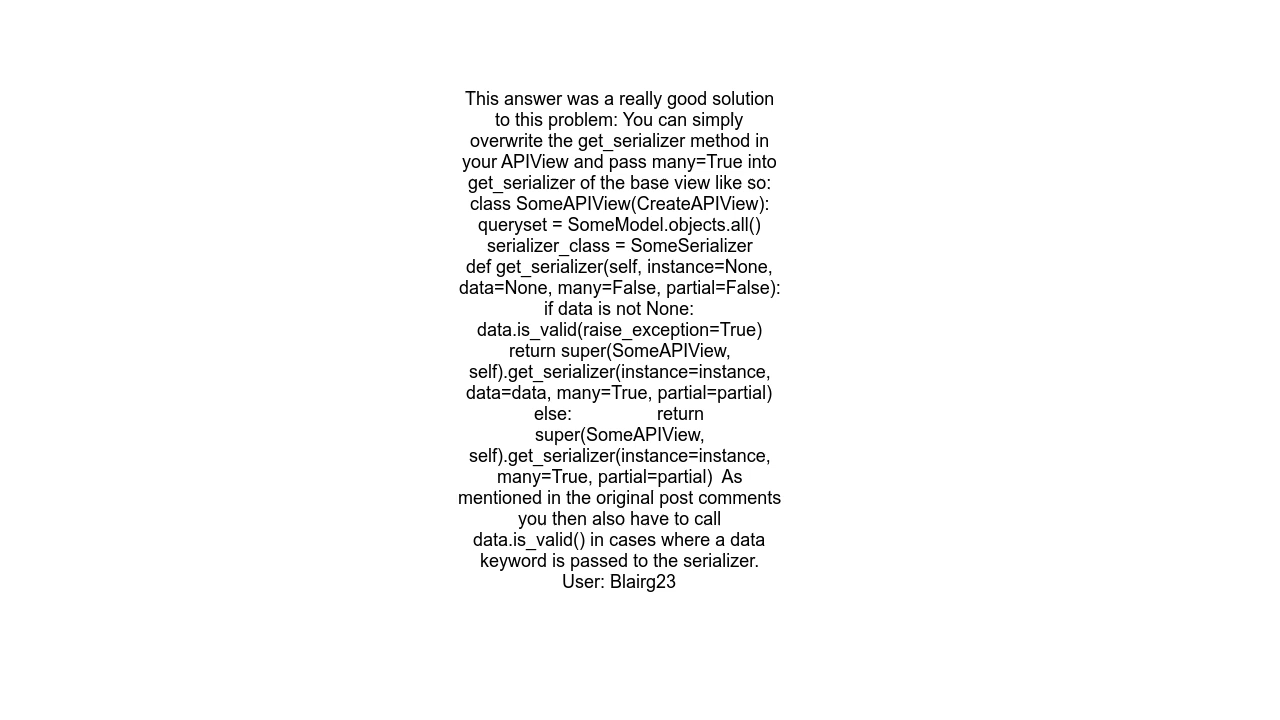 This answer was a really good solution
to this problem: You can simply
overwrite the get_serializer method in
your APIView and pass many=True into
get_serializer of the base view like so:
class SomeAPIView(CreateAPIView):
queryset = SomeModel.objects.all()
serializer_class = SomeSerializer
def get_serializer(self, instance=None,
data=None, many=False, partial=False):
if data is not None:
data.is_valid(raise_exception=True)
return super(SomeAPIView,
self).get_serializer(instance=instance,
data=data, many=True, partial=partial)
else:                 return
super(SomeAPIView,
self).get_serializer(instance=instance,
many=True, partial=partial)  As
mentioned in the original post comments
you then also have to call
data.is_valid() in cases where a data
keyword is passed to the serializer.
User: Blairg23